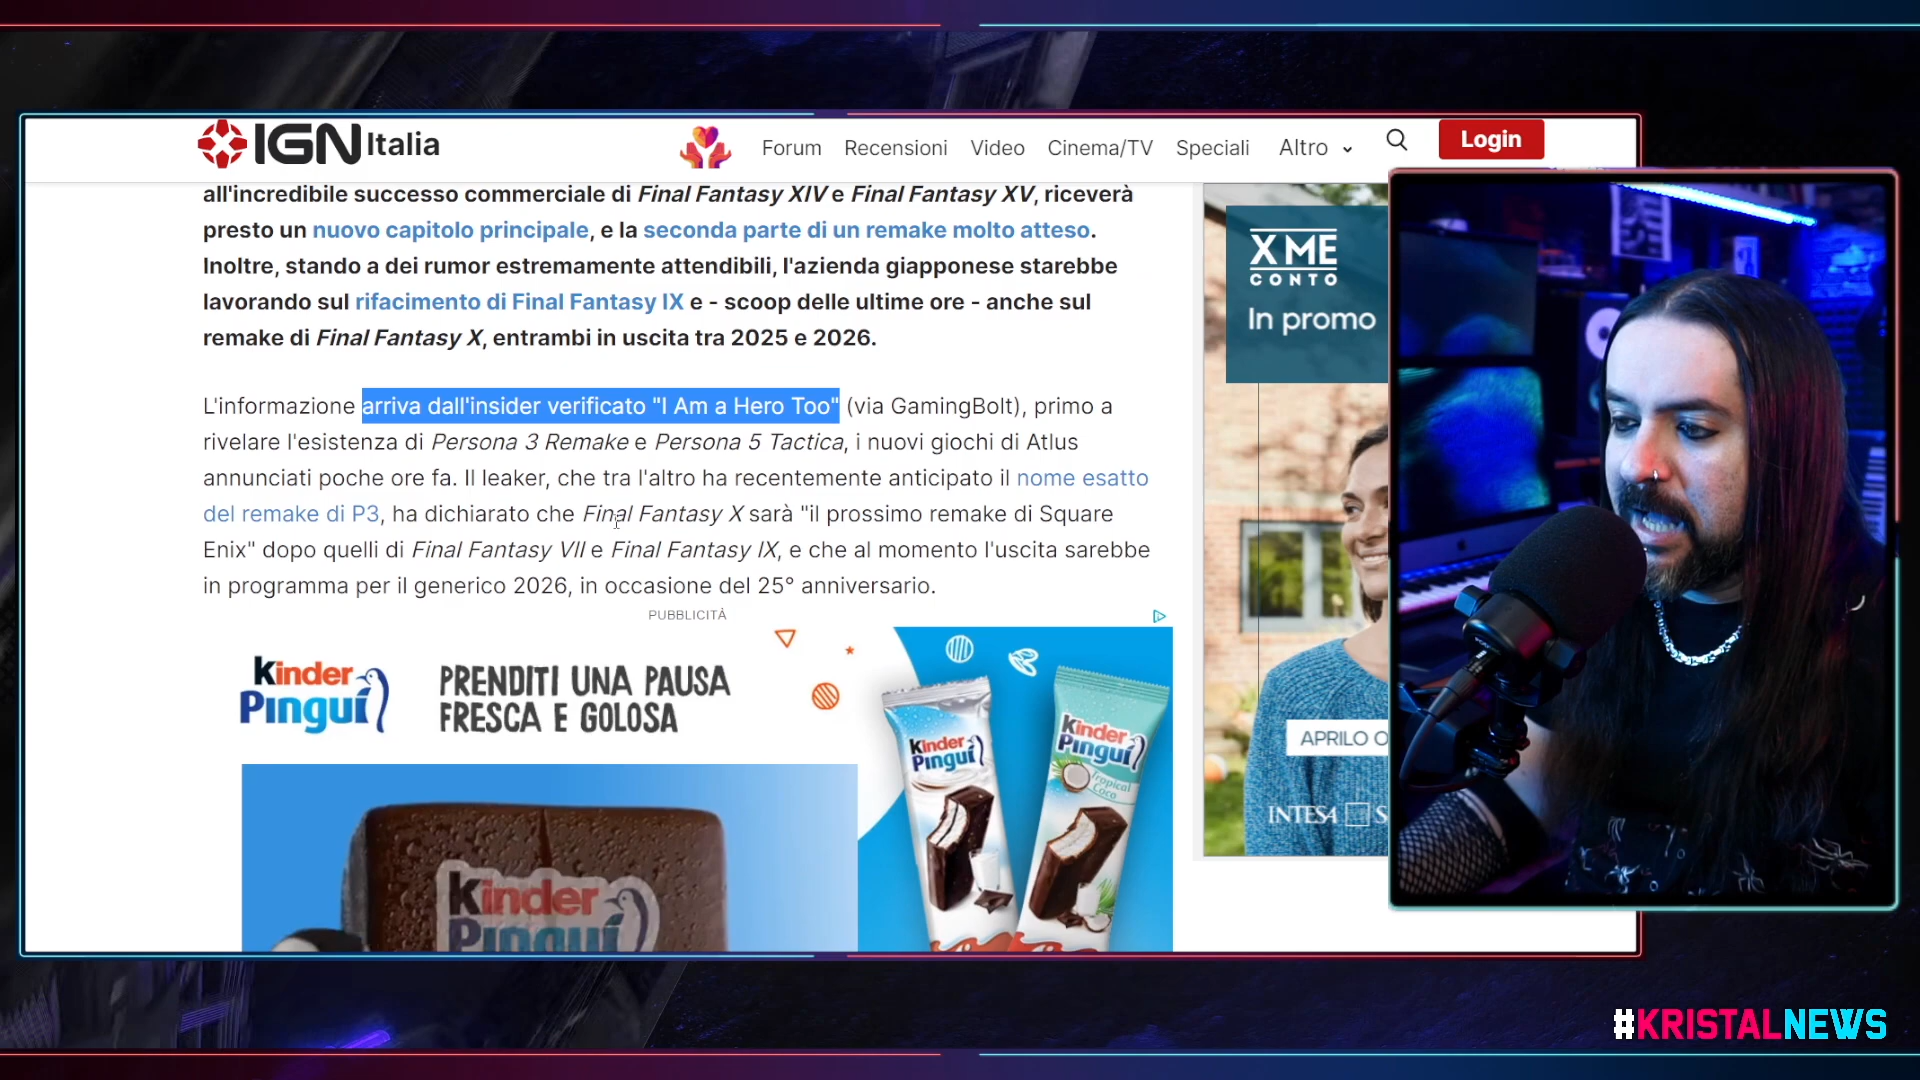 IGN Italia
Forum Recensioni Video Cinema/TV Speciali Altro Login
all'incredibile successo commerciale di Final Fantasy XIV e Final Fantasy XV, riceverà
presto un nuovo capitolo principale, e la seconda parte di un remake molto atteso.
Inoltre, stando a dei rumor estremamente attendibili, l'azienda giapponese starebbe
lavorando sul rifacimento di Final Fantasy IX e - scoop delle ultime ore - anche sul
remake di Final Fantasy X, entrambi in uscita tra 2025 e 2026.
L'informazione arriva dall'insider verificato "I Am a Hero Too" (via GamingBolt), primo a
rivelare l'esistenza di Persona 3 Remake e Persona 5 Tactica, i nuovi giochi di Atlus
annunciati poche ore fa. Il leaker, che tra l'altro ha recentemente anticipato il nome esatto
del remake di P3, ha dichiarato che Final Fantasy X sarà "il prossimo remake di Square
Enix" dopo quelli di Final Fantasy VII e Final Fantasy IX, e che al momento l'uscita sarebbe
in programma per il generico 2026, in occasione del 25° anniversario.
PUBBLICITÀ
Kinder
Pinguì
PRENDITI UNA PAUSA
FRESCA E GOLOSA
Kinder
Pinguì
Kinder
Pinguì
Tropical
Coco
Kinder
Pinguì
XME
CONTO
In promo
APRILO O
INTESA S
#KRISTALNEWS